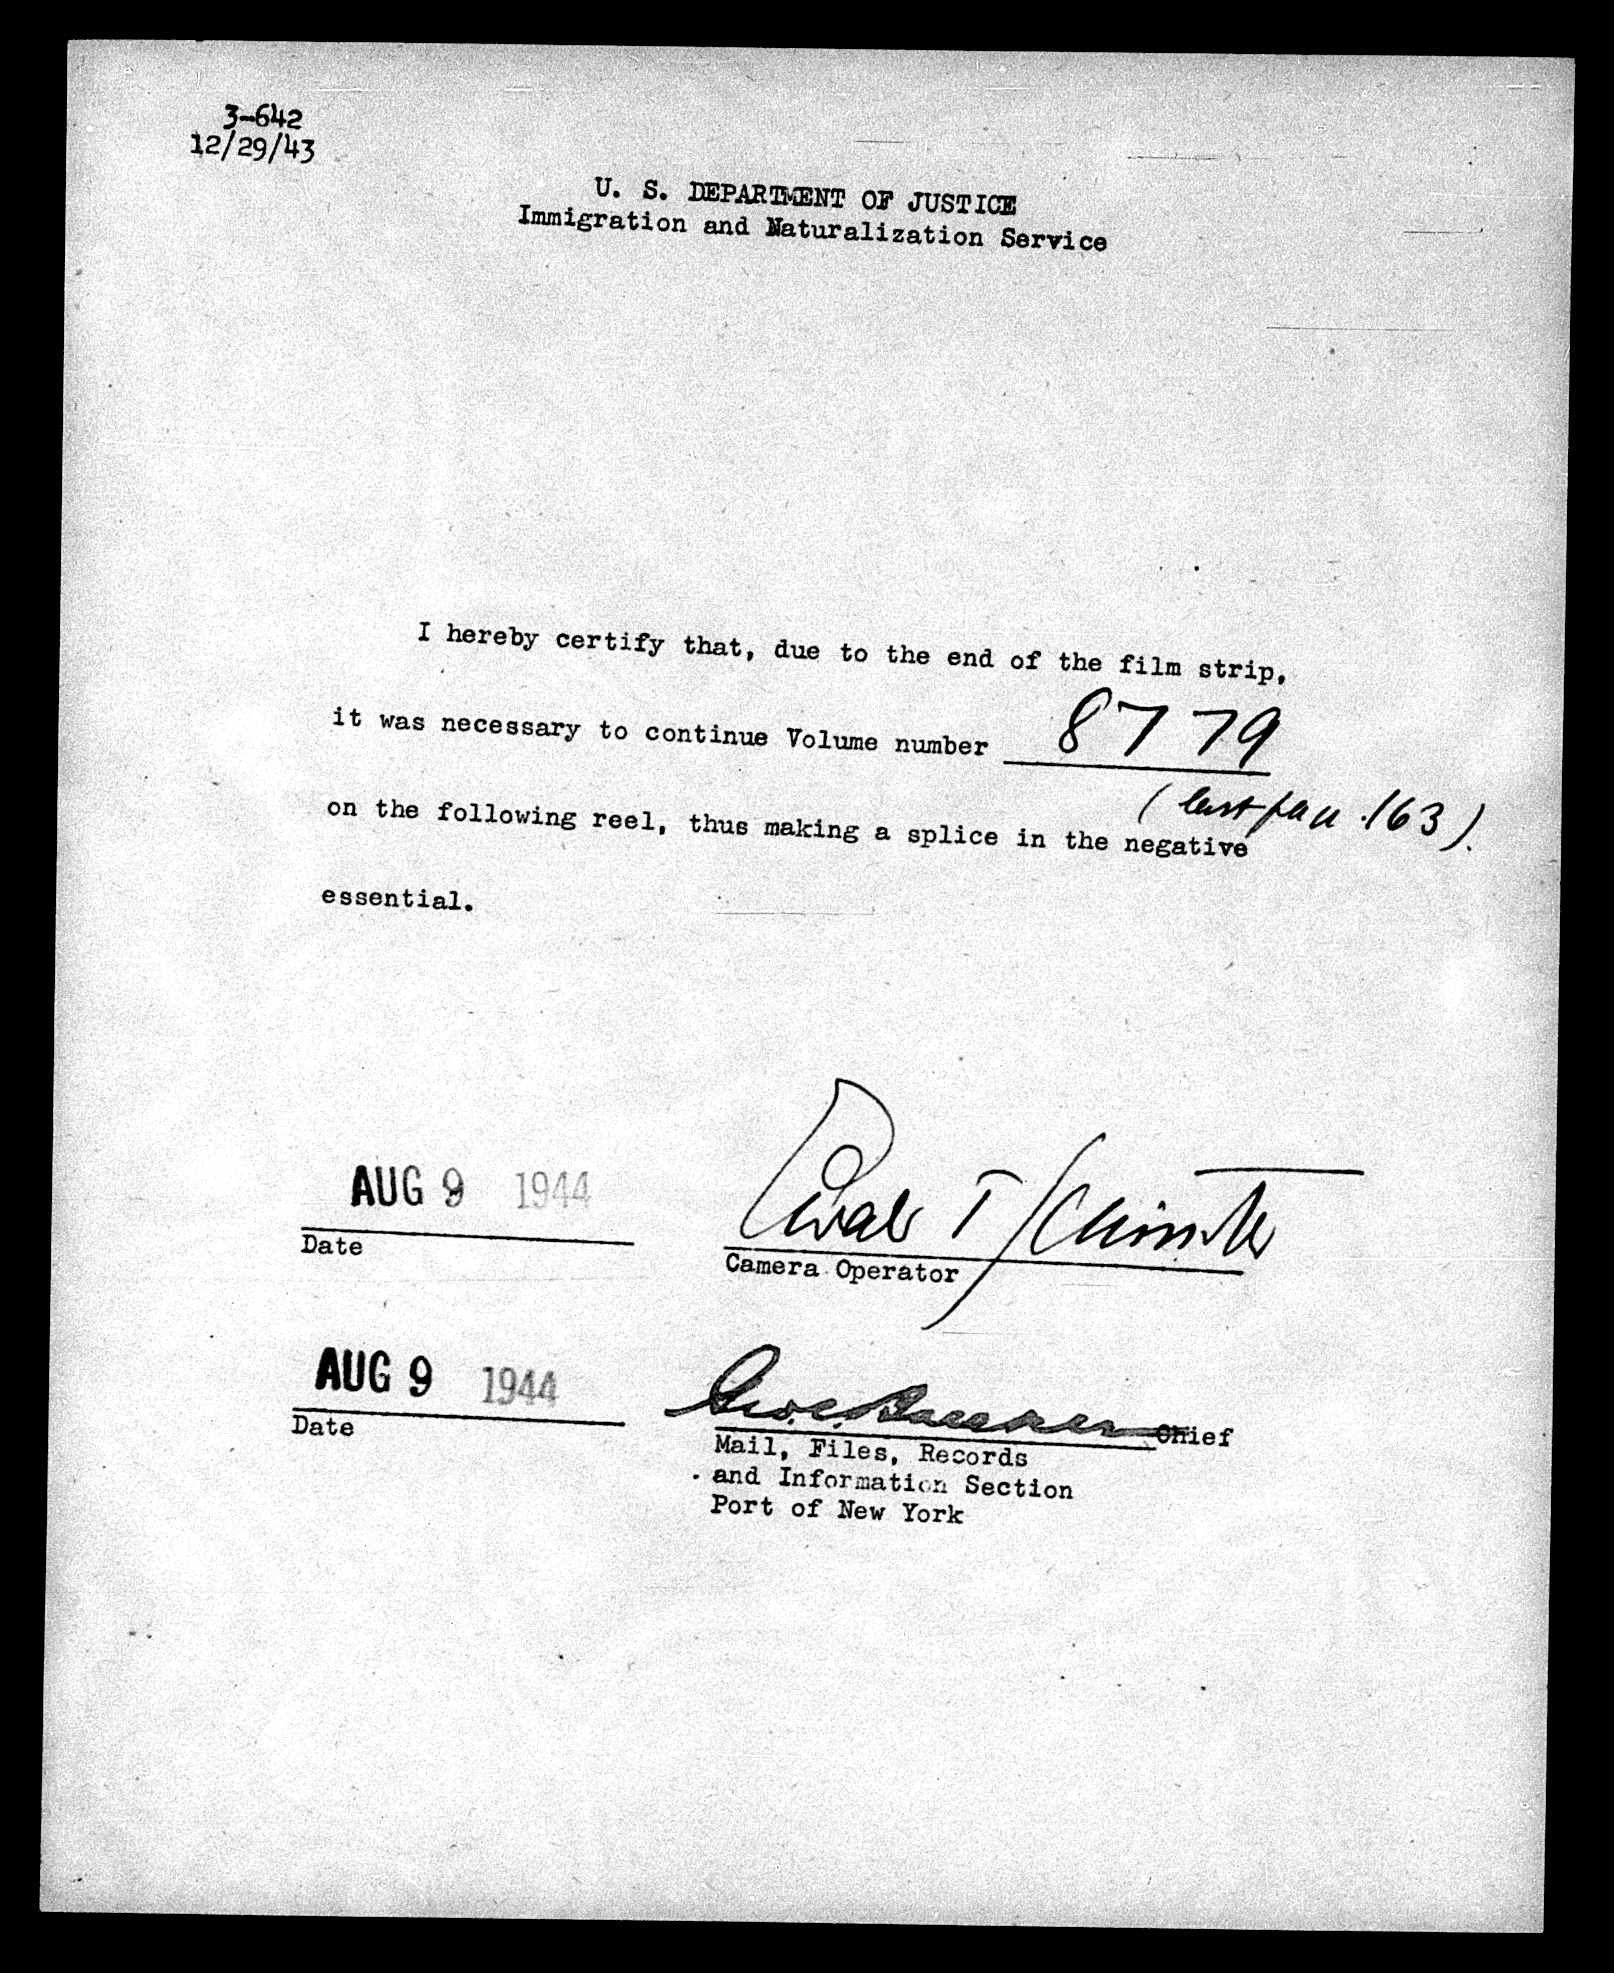 3-642
12/29/43
U. S. DEPARTMENT OF JUSTICE
Immigration and Naturalization Service
I hereby certify that, due to the end of the film strip,
it was necessary to continue Volume number 8779
(last 163).
on the following reel, thus making a splice in the negative
essential.
AUG 9 1944
Date
Camera Operator
AUG 9 1944
Date
Chief
Mail, Files, Records
and Information Section
Port of New York